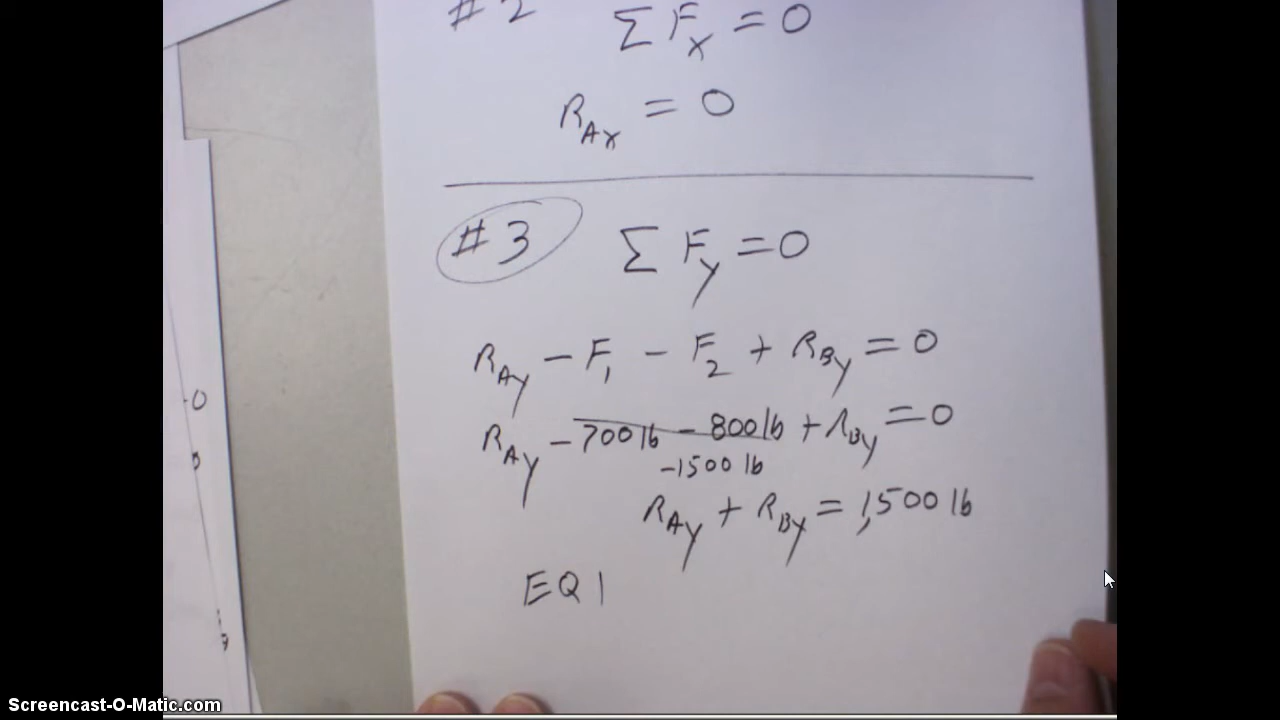 #2 ΣFx = 0
RAx = 0
#3 ΣFy = 0
RAy - F1 - F2 + RBy = 0
RAy - 700 lb - 800 lb + RBy = 0
-1500 lb
RAy + RBy = 1,500 lb
EQ 1
Screencast-O-Matic.com